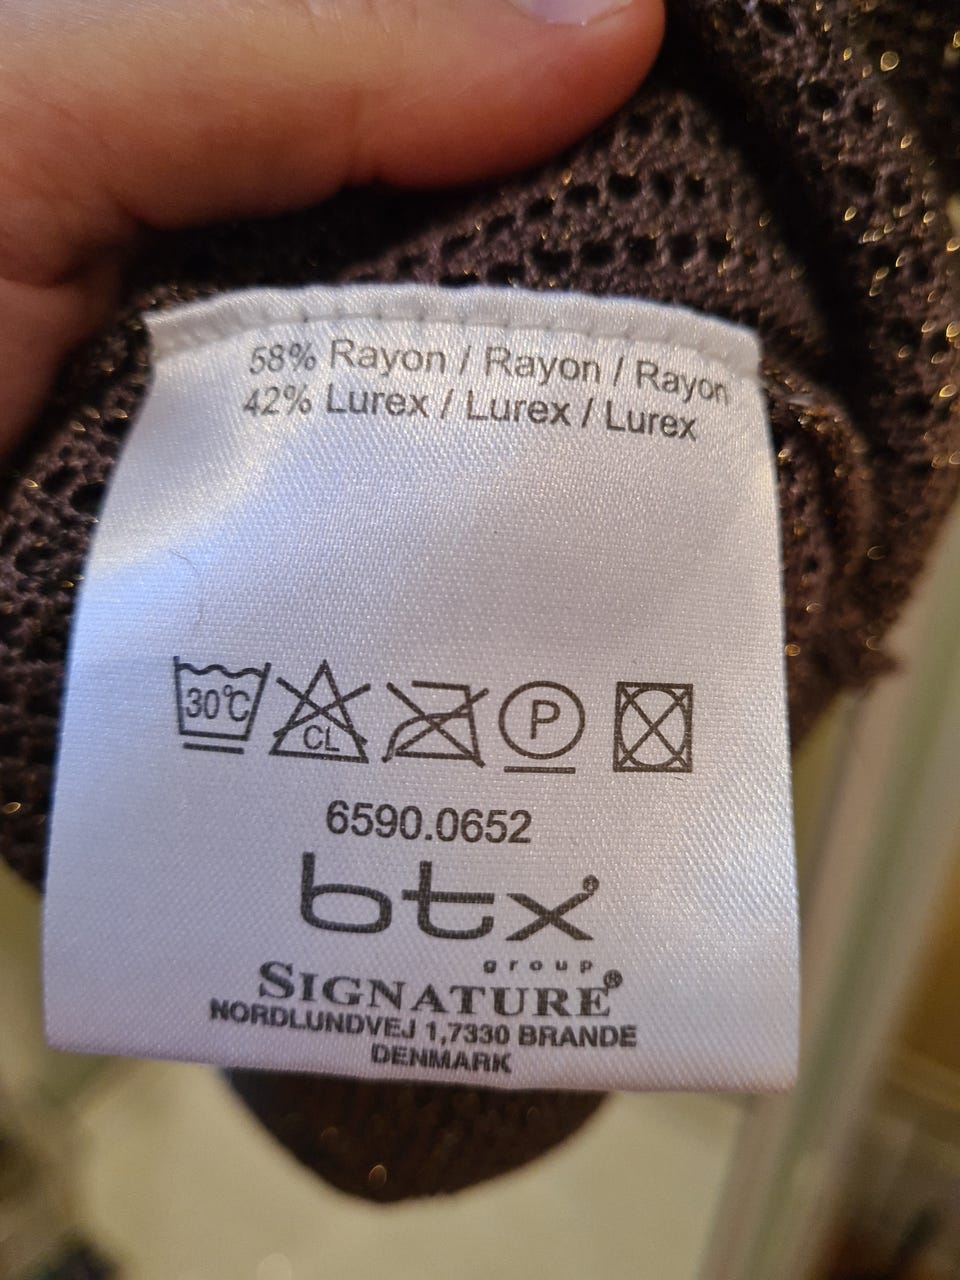 58% Rayon / Rayon / Rayon
42% Lurex / Lurex / Lurex
30°C CL P
6590.0652
btx®
group
SIGNATURE®
NORDLUNDVEJ 1,7330 BRANDE
DENMARK